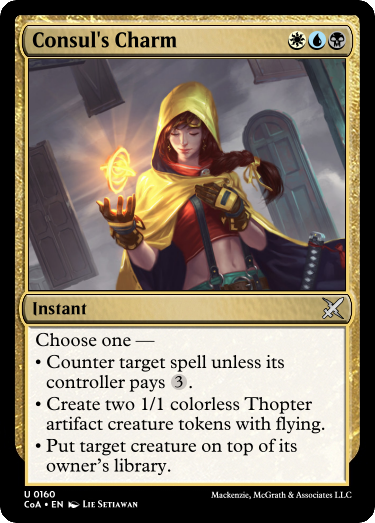 Consul's Charm
Instant
Choose one —
• Counter target spell unless its
controller pays 3.
• Create two 1/1 colorless Thopter
artifact creature tokens with flying.
• Put target creature on top of its
owner's library.
U 0160
CoA • EN Lie Setiawan
Mackenzie, McGrath & Associates LLC